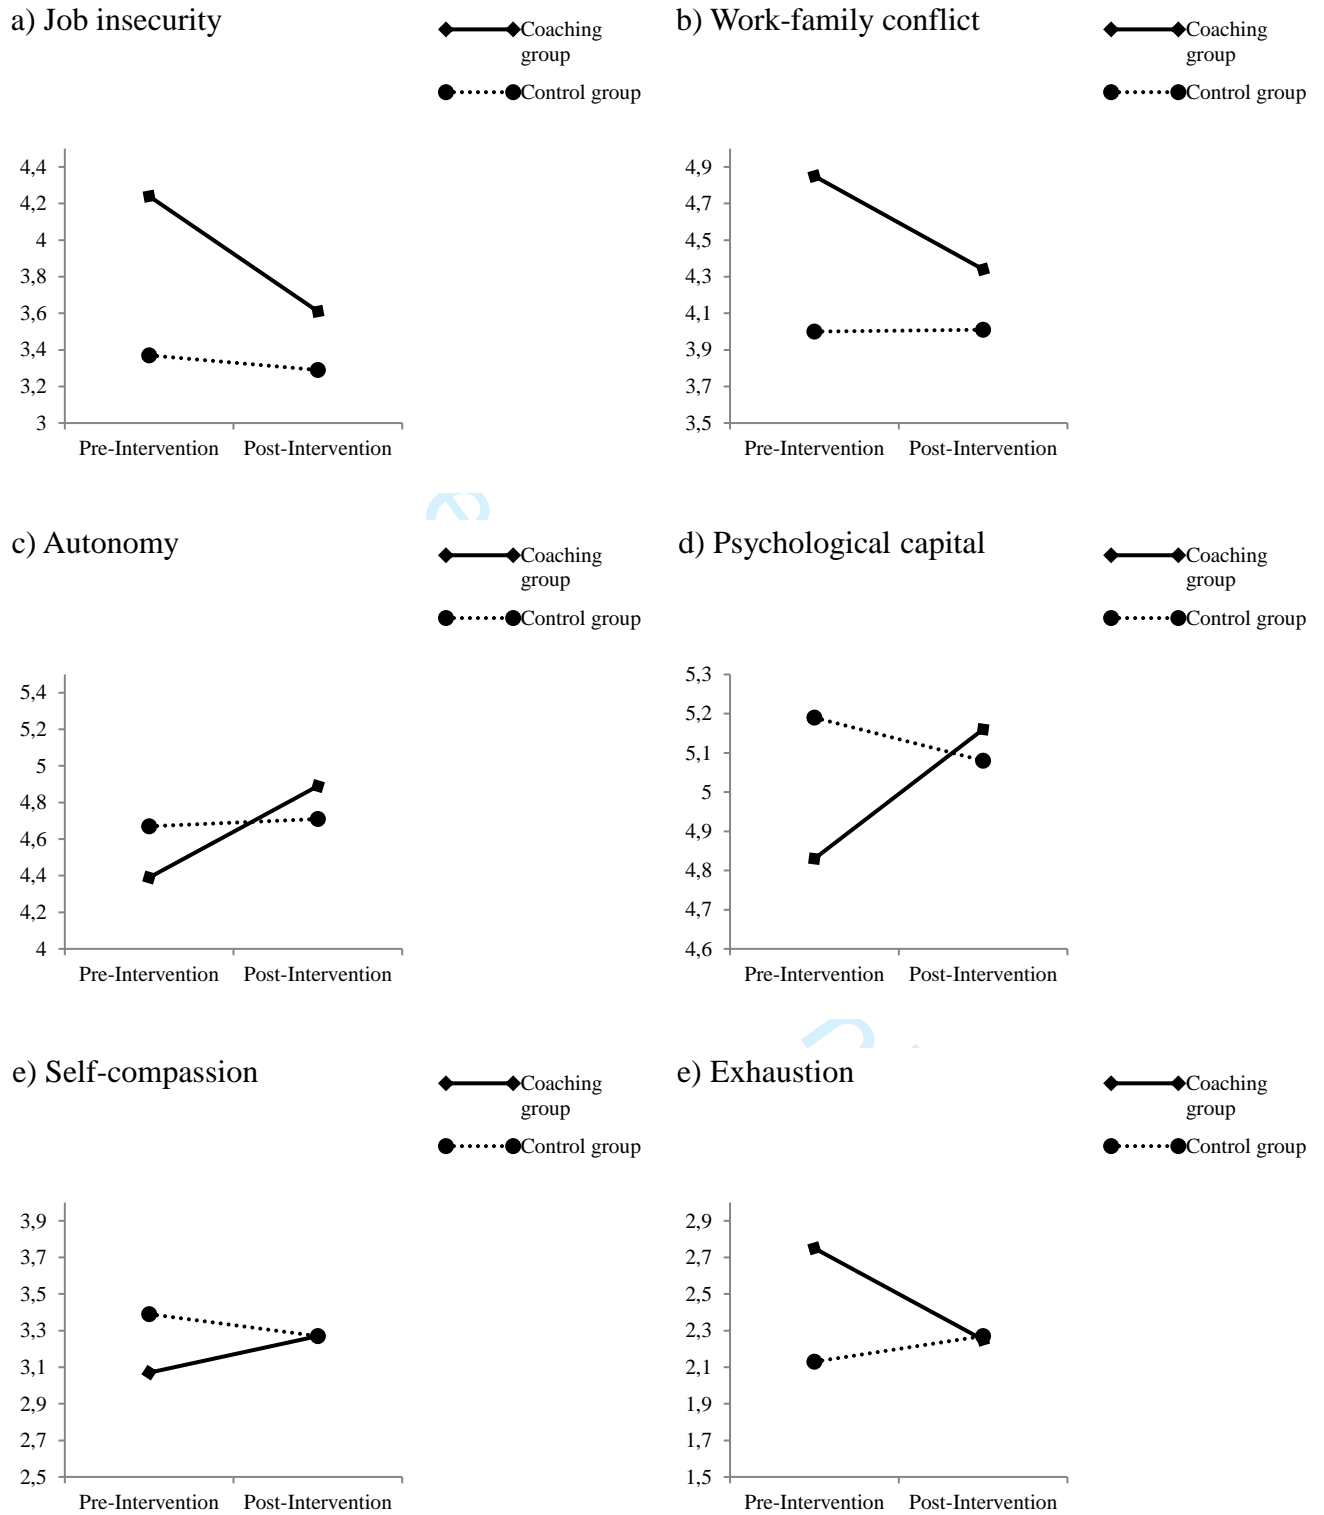 a) Job insecurity
Coaching
group
Control group
4,4
4,2
4
3,8
3,6
3,4
3,2
3
Pre-Intervention Post-Intervention
b) Work-family conflict
Coaching
group
Control group
4,9
4,7
4,5
4,3
4,1
3,9
3,7
3,5
Pre-Intervention Post-Intervention
c) Autonomy
Coaching
group
Control group
5,4
5,2
5
4,8
4,6
4,4
4,2
4
Pre-Intervention Post-Intervention
d) Psychological capital
Coaching
group
Control group
5,3
5,2
5,1
5
4,9
4,8
4,7
4,6
Pre-Intervention Post-Intervention
e) Self-compassion
Coaching
group
Control group
3,9
3,7
3,5
3,3
3,1
2,9
2,7
2,5
Pre-Intervention Post-Intervention
e) Exhaustion
Coaching
group
Control group
2,9
2,7
2,5
2,3
2,1
1,9
1,7
1,5
Pre-Intervention Post-Intervention